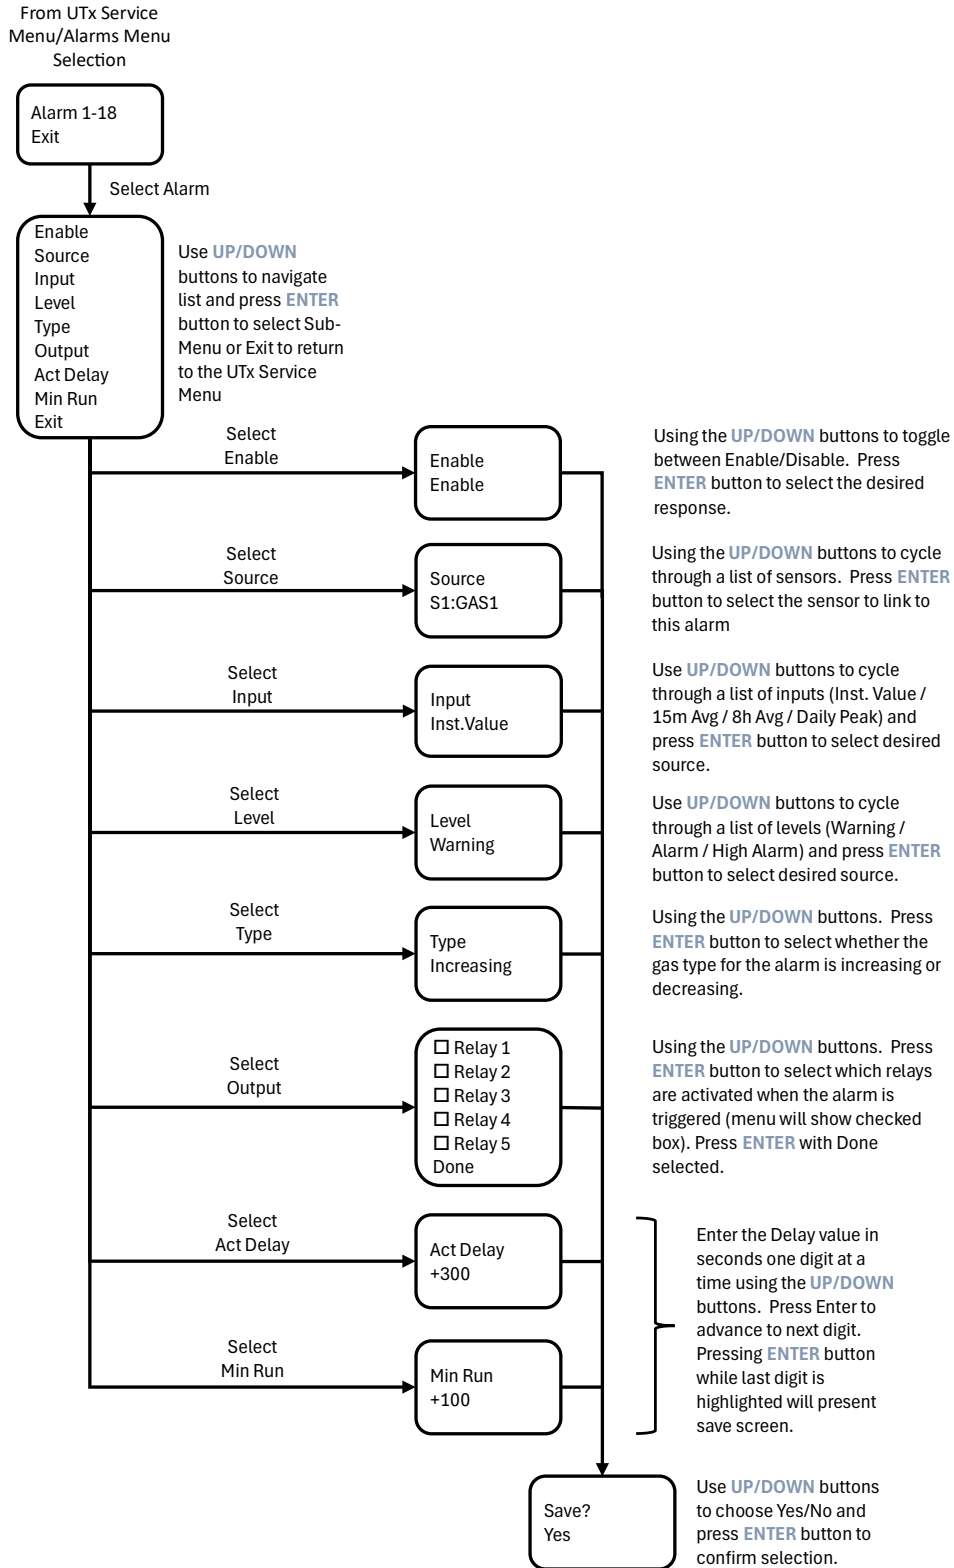 From UTx Service
Menu/Alarms Menu
Selection
Alarm 1-18
Exit
Select Alarm
Enable
Source
Input
Level
Type
Output
Act Delay
Min Run
Exit
Use UP/DOWN
buttons to navigate
list and press ENTER
button to select Sub-
Menu or Exit to return
to the UTx Service
Menu
Select
Enable
Enable
Enable
Using the UP/DOWN buttons to toggle
between Enable/Disable. Press
ENTER button to select the desired
response.
Select
Source
Source
S1:GAS1
Using the UP/DOWN buttons to cycle
through a list of sensors. Press ENTER
button to select the sensor to link to
this alarm
Select
Input
Input
Inst.Value
Use UP/DOWN buttons to cycle
through a list of inputs (Inst. Value /
15m Avg / 8h Avg / Daily Peak) and
press ENTER button to select desired
source.
Select
Level
Level
Warning
Use UP/DOWN buttons to cycle
through a list of levels (Warning /
Alarm / High Alarm) and press ENTER
button to select desired source.
Select
Type
Type
Increasing
Using the UP/DOWN buttons. Press
ENTER button to select whether the
gas type for the alarm is increasing or
decreasing.
Select
Output
☐ Relay 1
☐ Relay 2
☐ Relay 3
☐ Relay 4
☐ Relay 5
Done
Using the UP/DOWN buttons. Press
ENTER button to select which relays
are activated when the alarm is
triggered (menu will show checked
box). Press ENTER with Done
selected.
Select
Act Delay
Act Delay
+300
Select
Min Run
Min Run
+100
Enter the Delay value in
seconds one digit at a
time using the UP/DOWN
buttons. Press Enter to
advance to next digit.
Pressing ENTER button
while last digit is
highlighted will present
save screen.
Save?
Yes
Use UP/DOWN buttons
to choose Yes/No and
press ENTER button to
confirm selection.